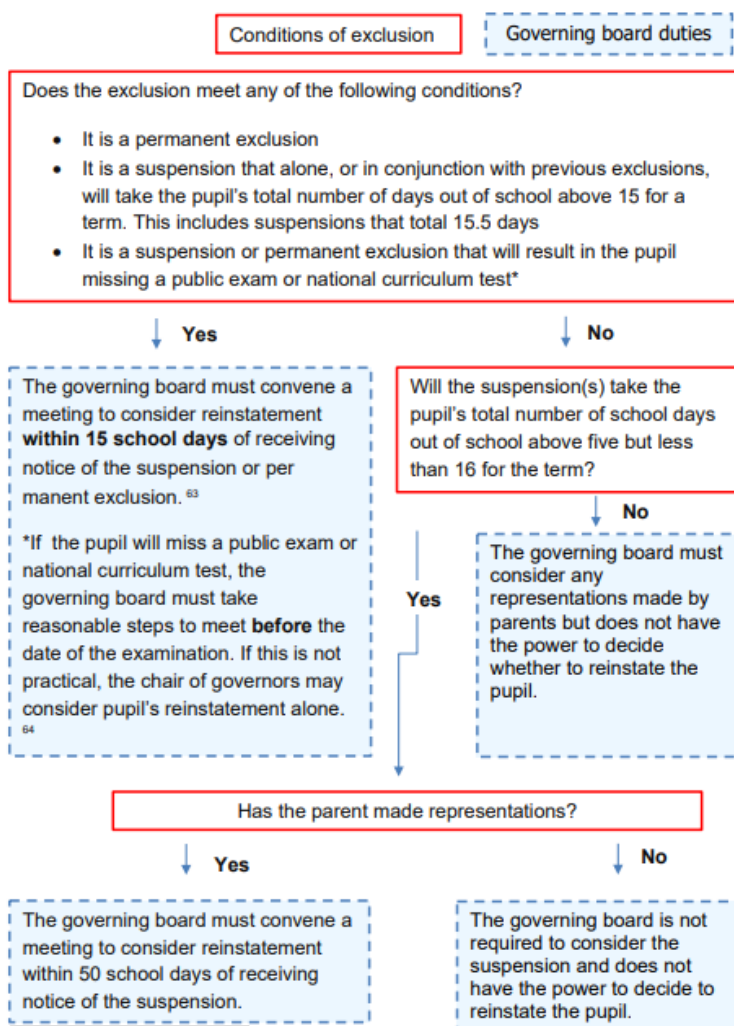 Conditions of exclusion
Governing board duties
Does the exclusion meet any of the following conditions?
• It is a permanent exclusion
• It is a suspension that alone, or in conjunction with previous exclusions,
will take the pupil's total number of days out of school above 15 for a
term. This includes suspensions that total 15.5 days
• It is a suspension or permanent exclusion that will result in the pupil
missing a public exam or national curriculum test*
Yes
No
The governing board must convene a
meeting to consider reinstatement
within 15 school days of receiving
notice of the suspension or per
manent exclusion. 63
*If the pupil will miss a public exam or
national curriculum test, the
governing board must take
reasonable steps to meet before the
date of the examination. If this is not
practical, the chair of governors may
consider pupil's reinstatement alone.
64
Will the suspension(s) take the
pupil's total number of school days
out of school above five but less
than 16 for the term?
No
Yes
The governing board must
consider any
representations made by
parents but does not have
the power to decide
whether to reinstate the
pupil.
Has the parent made representations?
Yes
No
The governing board must convene a
meeting to consider reinstatement
within 50 school days of receiving
notice of the suspension.
The governing board is not
required to consider the
suspension and does not
have the power to decide to
reinstate the pupil.